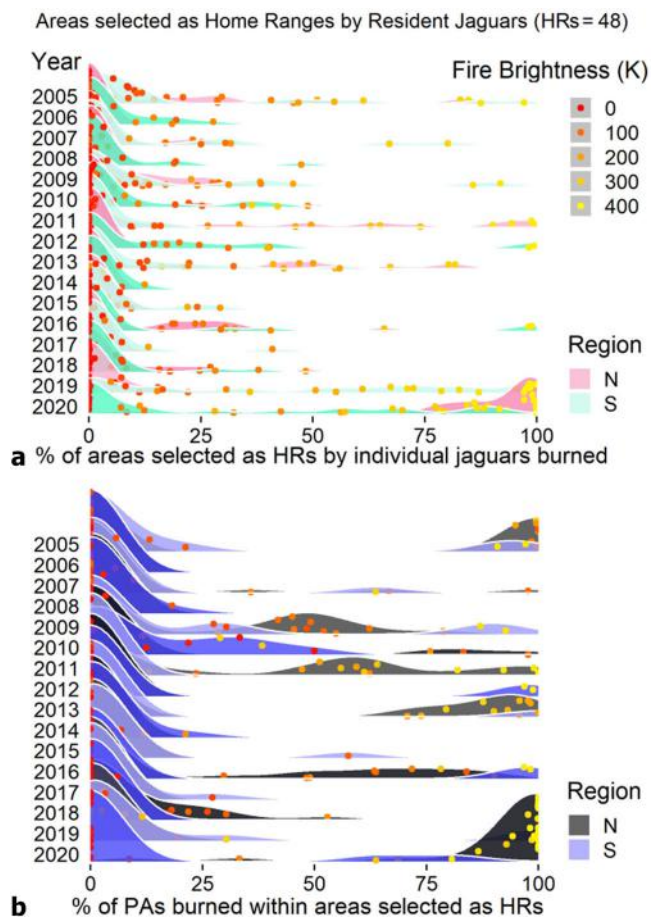 Areas selected as Home Ranges by Resident Jaguars (HRs = 48)
Year
Fire Brightness (K)
0
100
200
300
400
2005
2006
2007
2008
2009
2010
2011
2012
2013
2014
2015
2016
2017
2018
2019
2020
Region
N
S
0 25 50 75 100
a % of areas selected as HRs by individual jaguars burned
2005
2006
2007
2008
2009
2010
2011
2012
2013
2014
2015
2016
2017
2018
2019
2020
Region
N
S
0 25 50 75 100
b % of PAs burned within areas selected as HRs